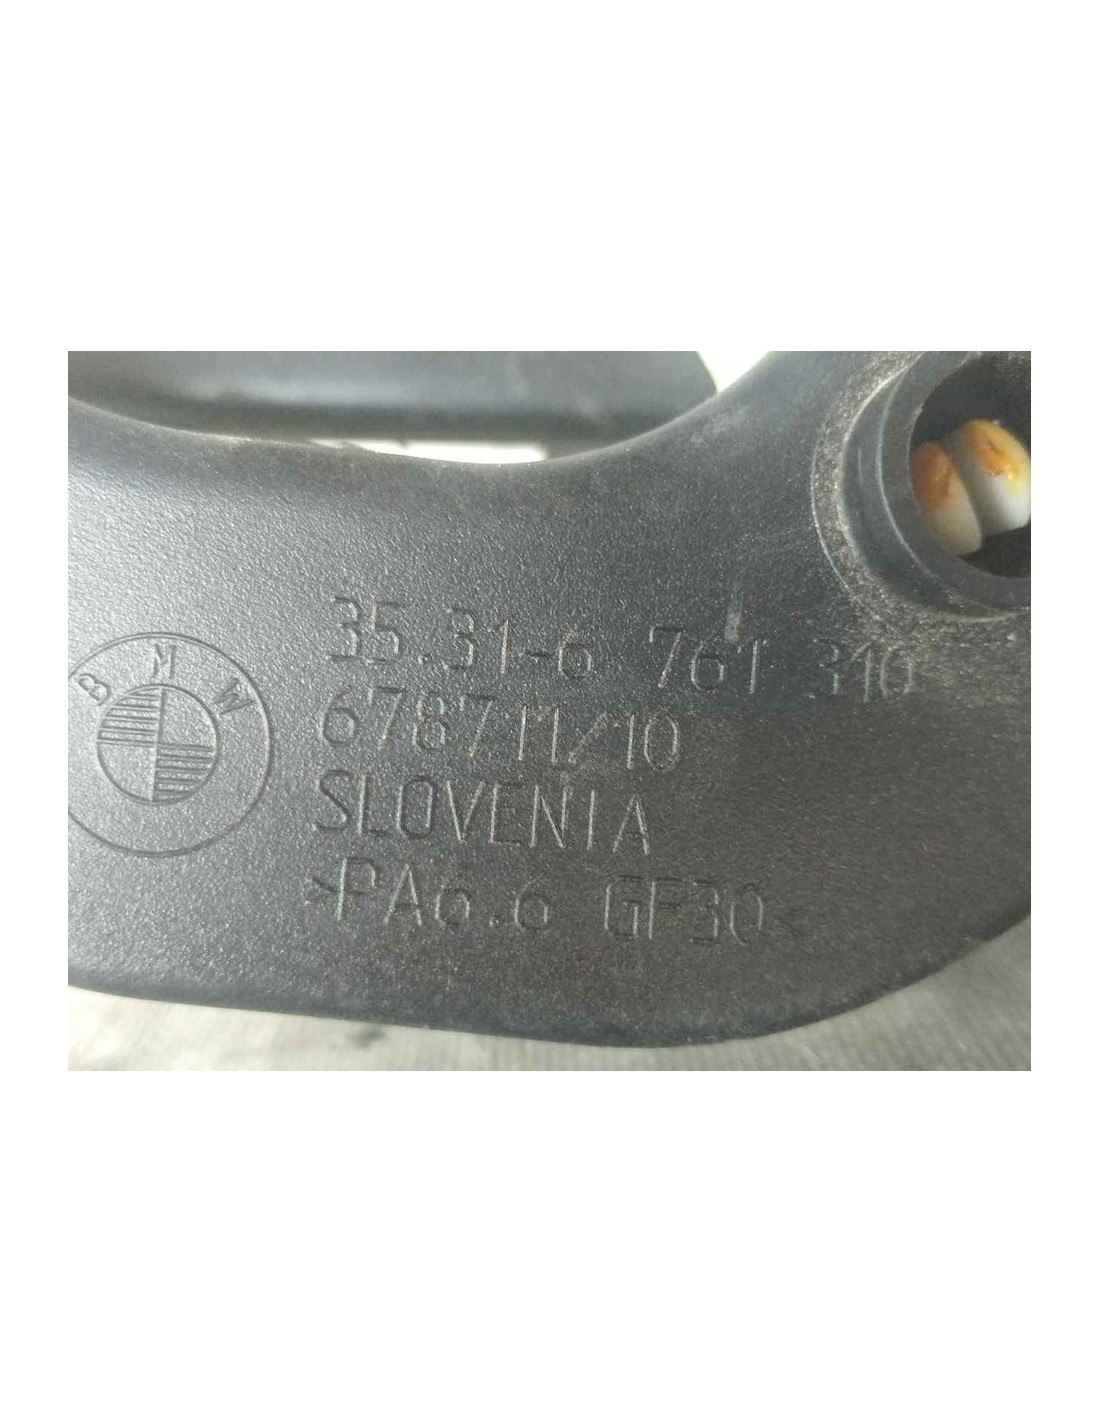 BMW
35.31-6 761 310
678711/10
SLOVENIA
>PA6.6 GF30<